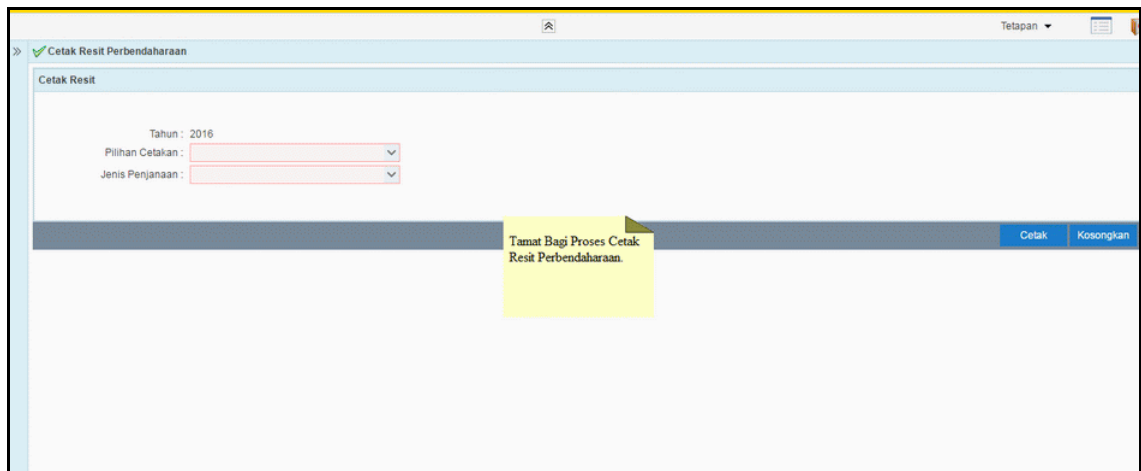 Tetapan
Cetak Resit Perbendaharaan
Cetak Resit
Tahun : 2016
Pilihan Cetakan :
Jenis Penjanaan :
Cetak Kosongkan
Tamat Bagi Proses Cetak
Resit Perbendaharaan.